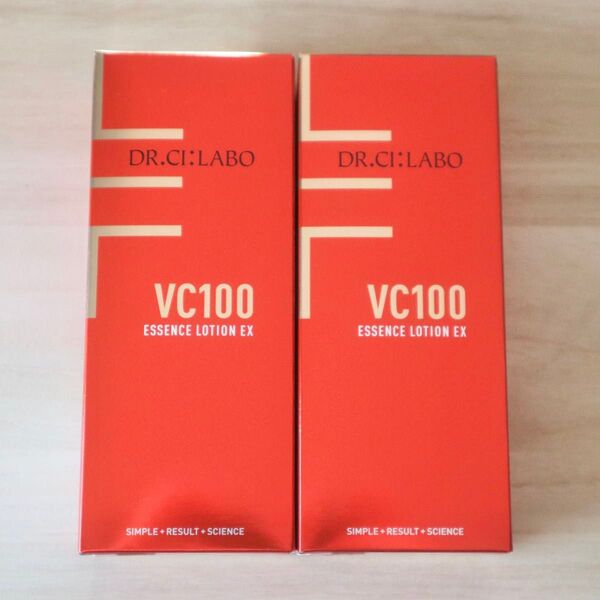 DR.CI:LABO
VC100
ESSENCE LOTION EX
SIMPLE+RESULT+SCIENCE
DR.CI:LABO
VC100
ESSENCE LOTION EX
SIMPLE+RESULT+SCIENCE